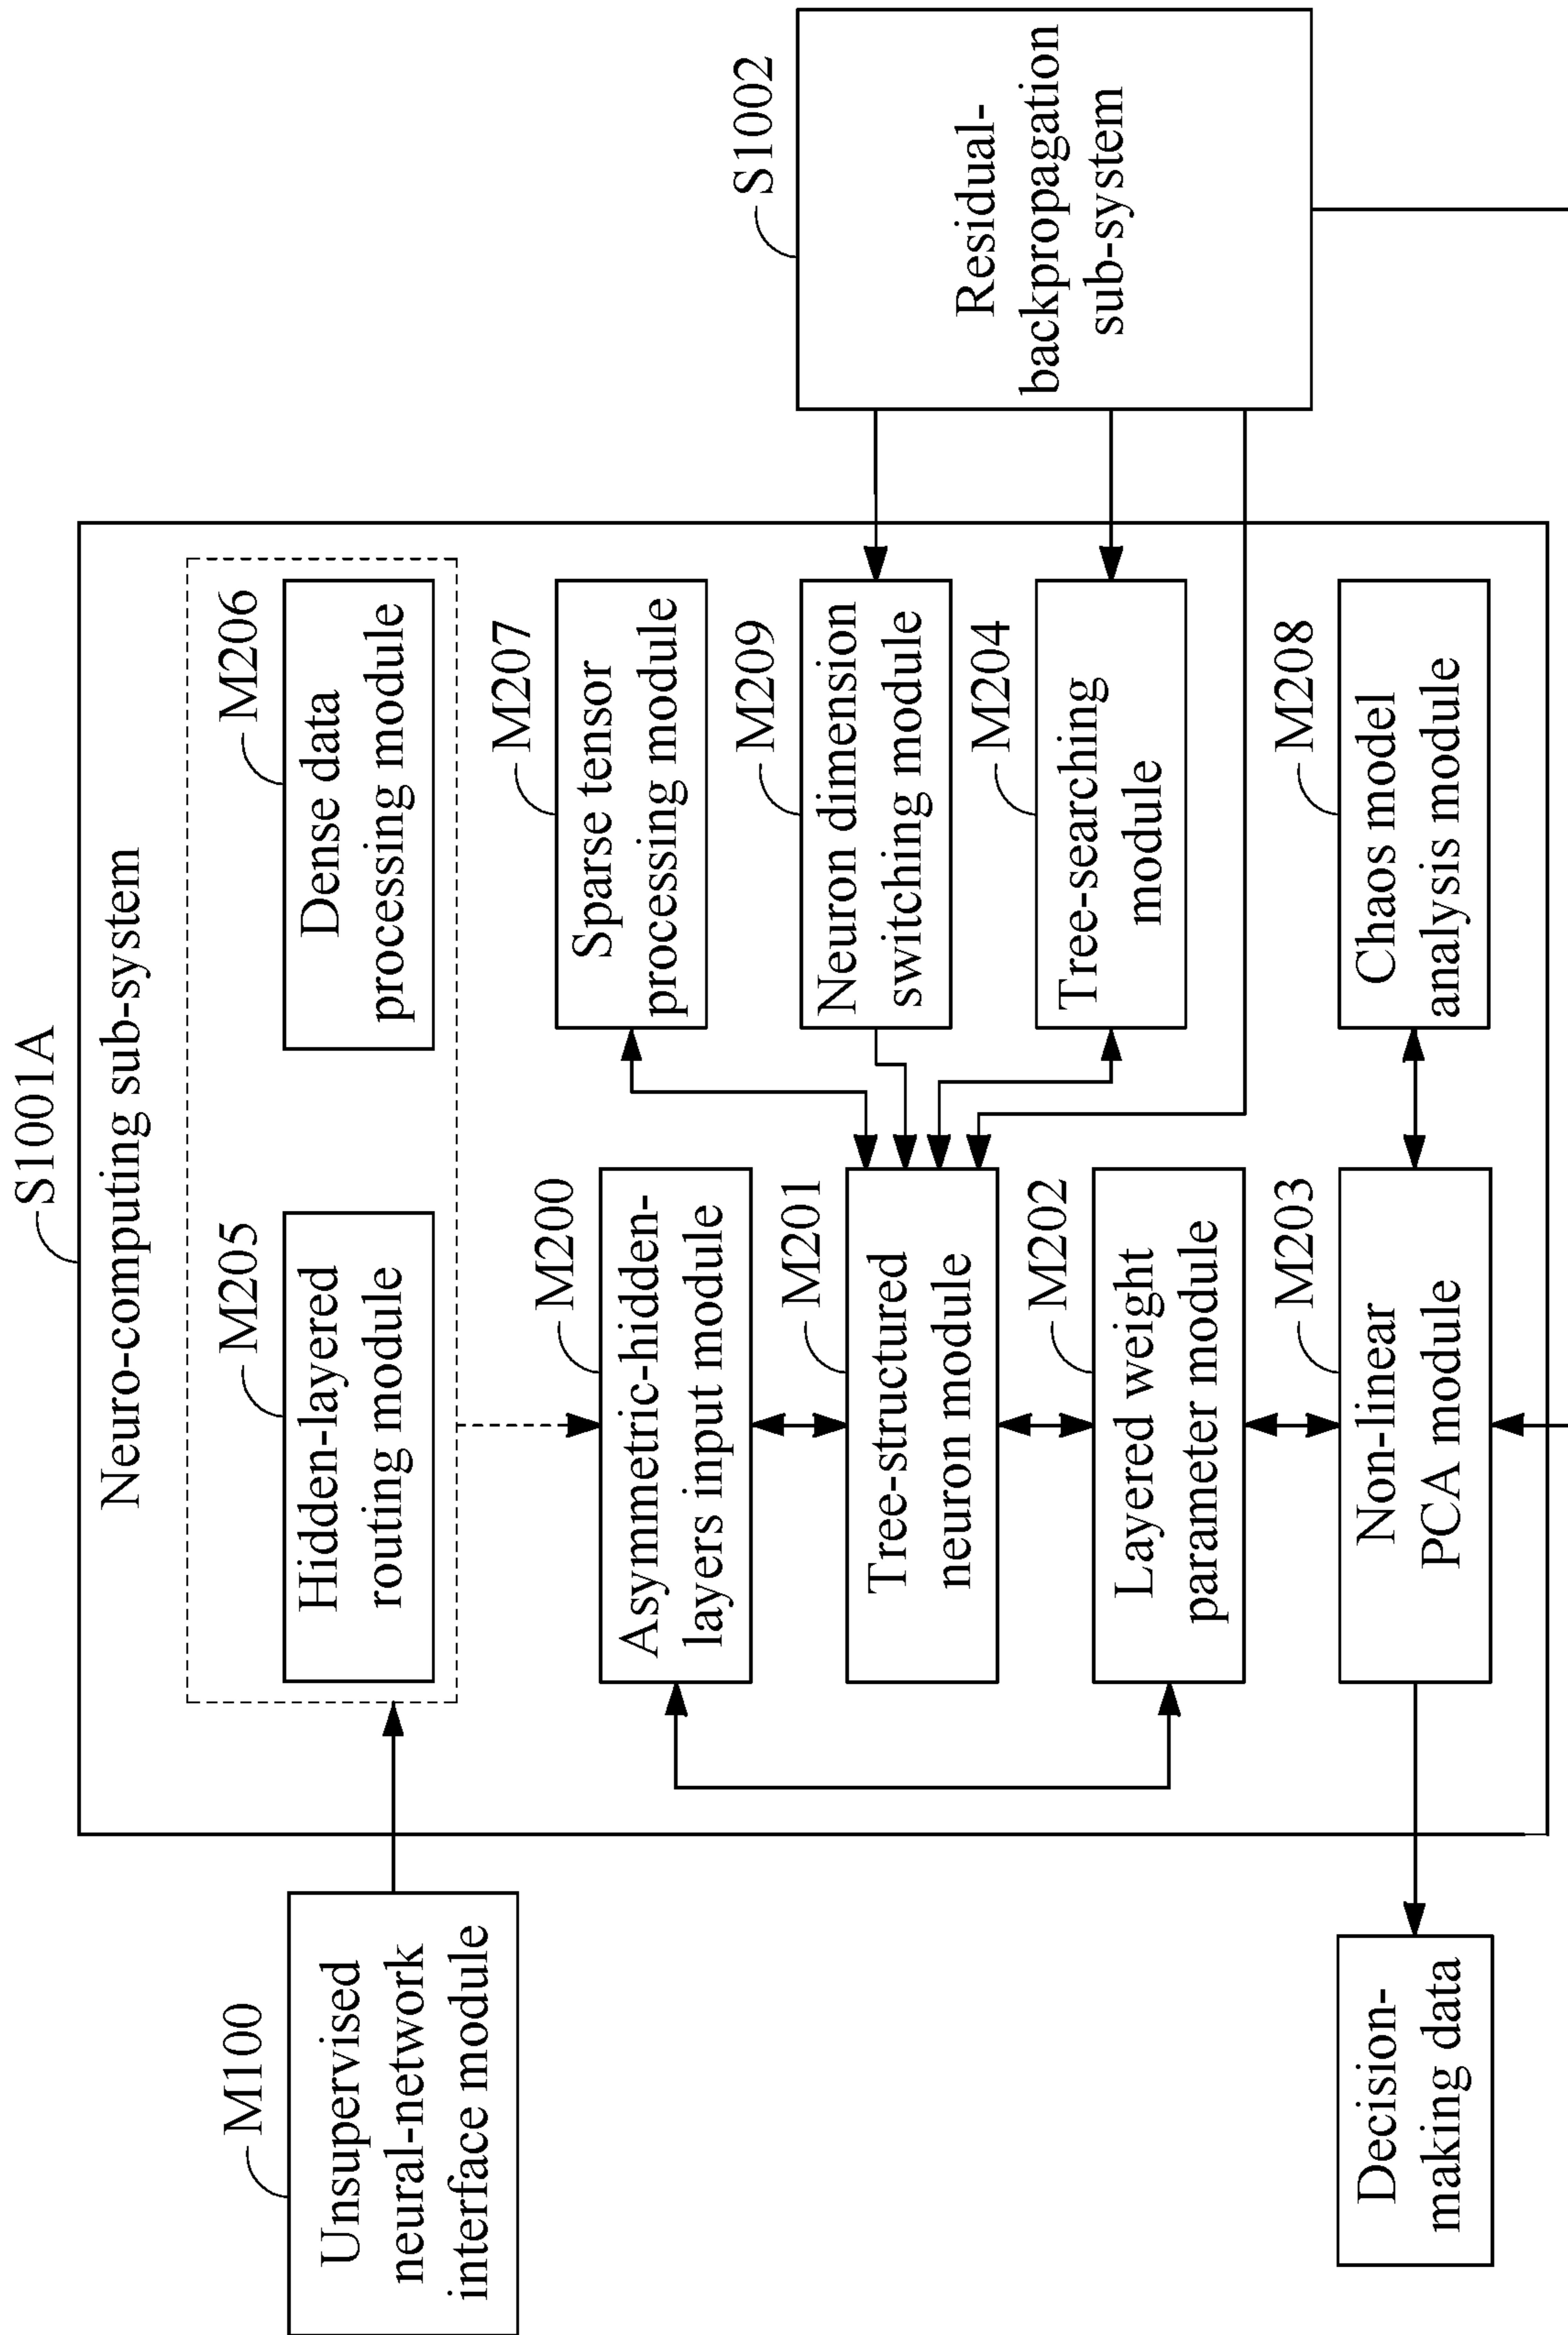 S1001A
Neuro-computing sub-system
M100
Unsupervised
neural-network
interface module
M205
Hidden-layered
routing module
M206
Dense data
processing module
M200
Asymmetric-hidden-
layers input module
M207
Sparse tensor
processing module
M201
Tree-structured
neuron module
M209
Neuron dimension
switching module
S1002
Residual-
backpropagation
sub-system
M202
Layered weight
parameter module
M204
Tree-searching
module
M203
Non-linear
PCA module
M208
Chaos model
analysis module
Decision-
making data